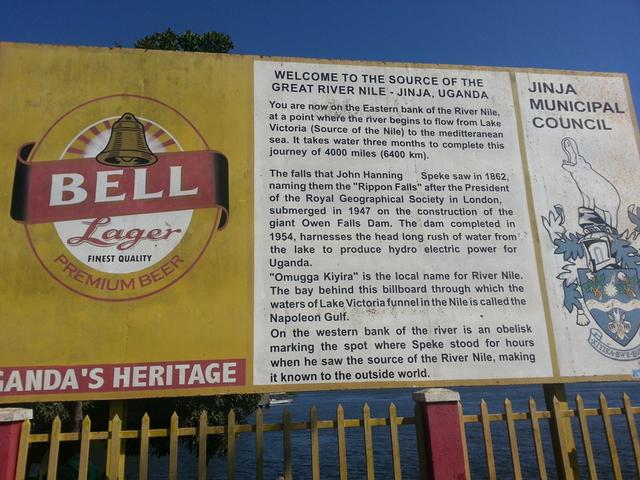 BELL
Lager
FINEST QUALITY
PREMIUM BEER
GANDA'S HERITAGE
WELCOME TO THE SOURCE OF THE
GREAT RIVER NILE - JINJA, UGANDA
You are now on the Eastern bank of the River Nile,
at a point where the river begins to flow from Lake
Victoria (Source of the Nile) to the meditteranean
sea. It takes water three months to complete this
journey of 4000 miles (6400 km).
The falls that John Hanning Speke saw in 1862,
naming them the "Rippon Falls" after the President
of the Royal Geographical Society in London,
submerged in 1947 on the construction of the
giant Owen Falls Dam. The dam completed in
1954, harnesses the head long rush of water from
the lake to produce hydro electric power for
Uganda.
"Omugga Kiyira" is the local name for River Nile.
The bay behind this billboard through which the
waters of Lake Victoria funnel in the Nile is called the
Napoleon Gulf.
On the western bank of the river is an obelisk
marking the spot where Speke stood for hours
when he saw the source of the River Nile, making
it known to the outside world.
JINJA
MUNICIPAL
COUNCIL